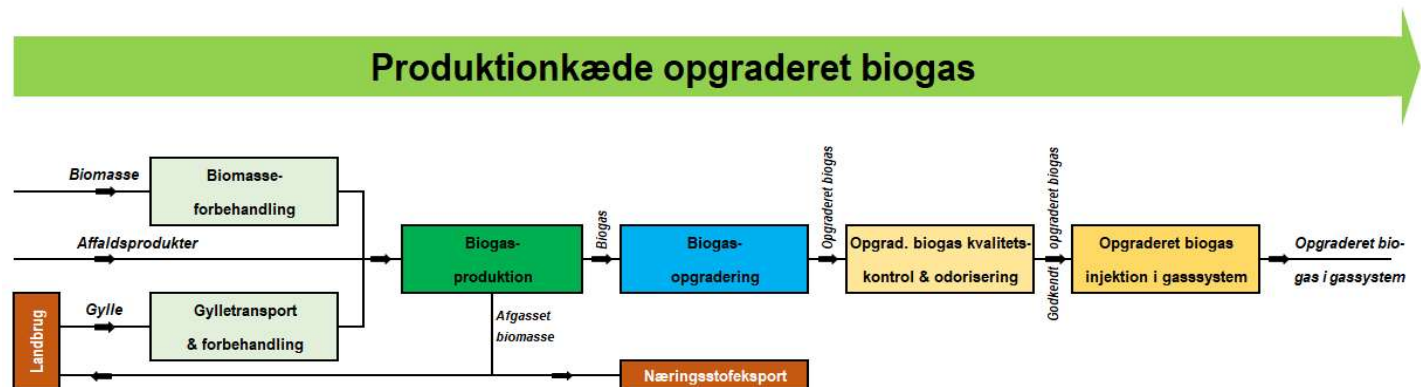 Produktionkæde opgraderet biogas
Biomasse
Biomasse-
forbehandling
Affaldsprodukter
Gylle
Gylletransport
& forbehandling
Landbrug
Biogas-
produktion
Afgasset
biomasse
Biogas
Biogas-
opgradering
Næringsstofeksport
Opgraderet biogas
Opgrad. biogas kvalitets-
kontrol & odorisering
Godkendt opgraderet biogas
Opgraderet biogas
injektion i gasssystem
Opgraderet bio-
gas i gassystem